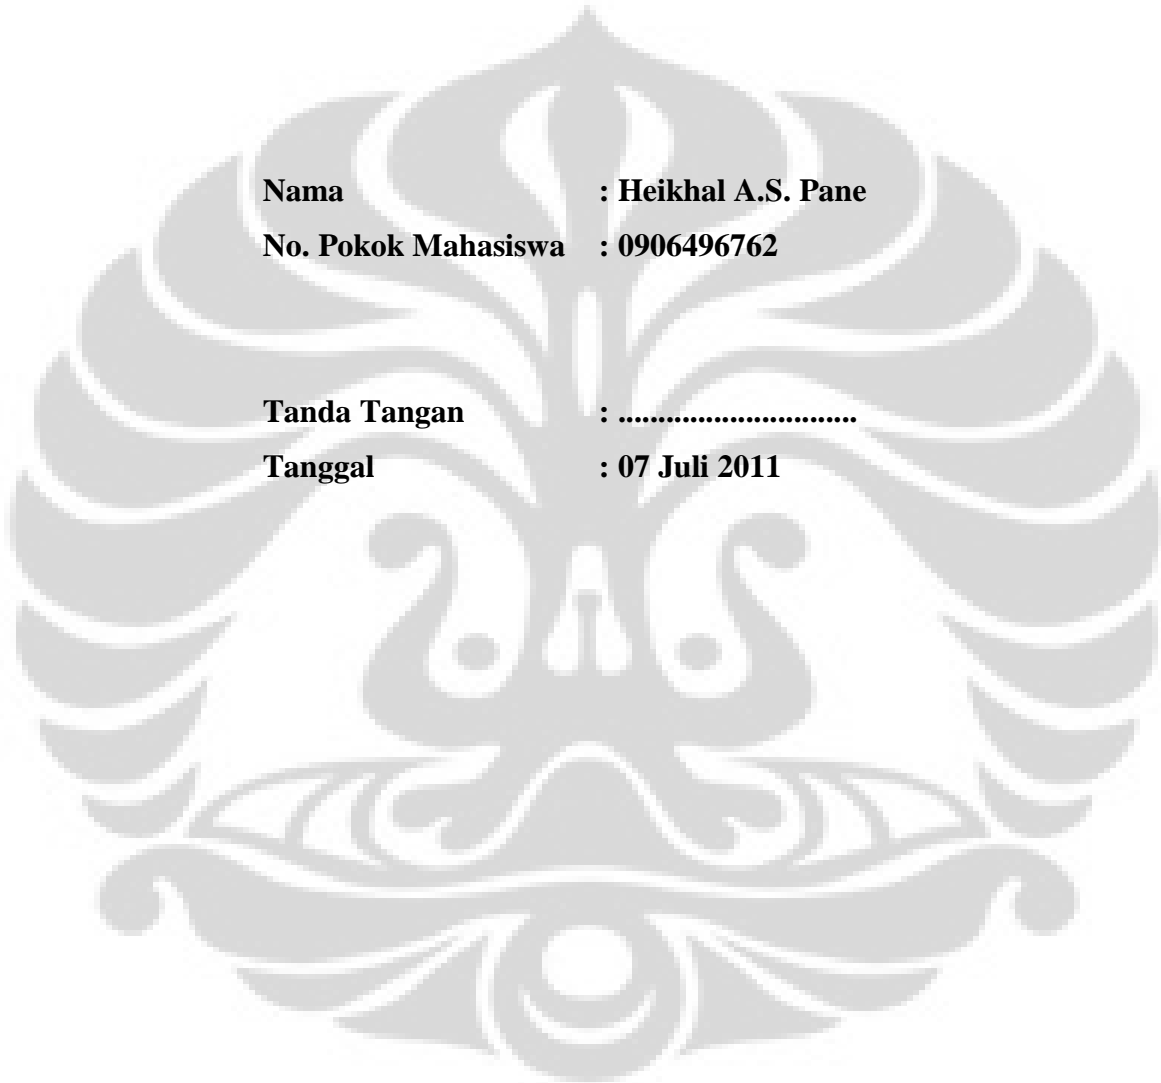 Nama : Heikhal A.S. Pane
No. Pokok Mahasiswa : 0906496762
Tanda Tangan : ..............................
Tanggal : 07 Juli 2011